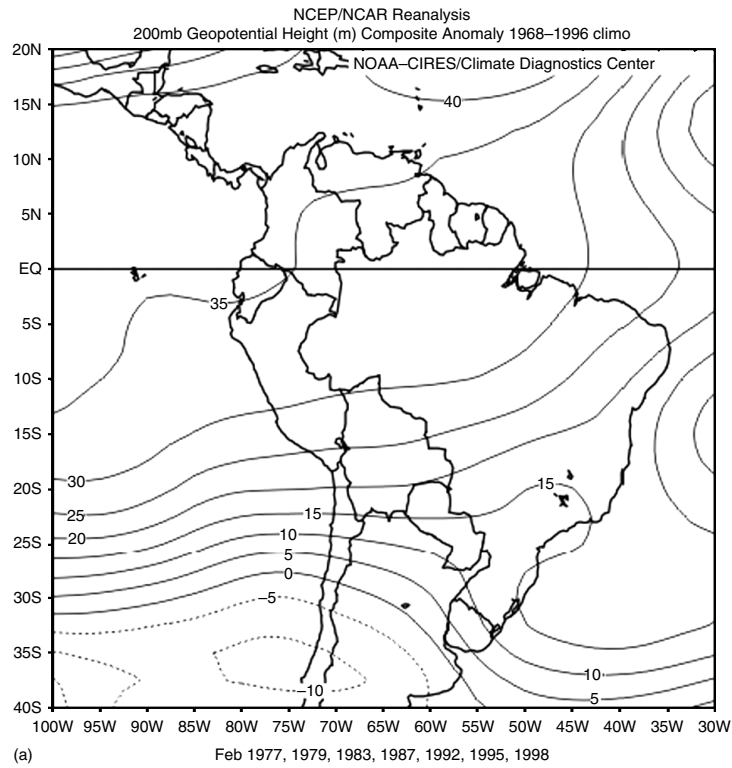 NCEP/NCAR Reanalysis
200mb Geopotential Height (m) Composite Anomaly 1968–1996 climo
20N
NOAA–CIRES/Climate Diagnostics Center
40
15N
10N
5N
EQ
35
5S
10S
15S
30
15
20S
25
15
20
10
25S
5
0
30S
–5
35S
10
–10
5
40S
100W 95W 90W 85W 80W 75W 70W 65W 60W 55W 50W 45W 40W 35W 30W
(a) Feb 1977, 1979, 1983, 1987, 1992, 1995, 1998